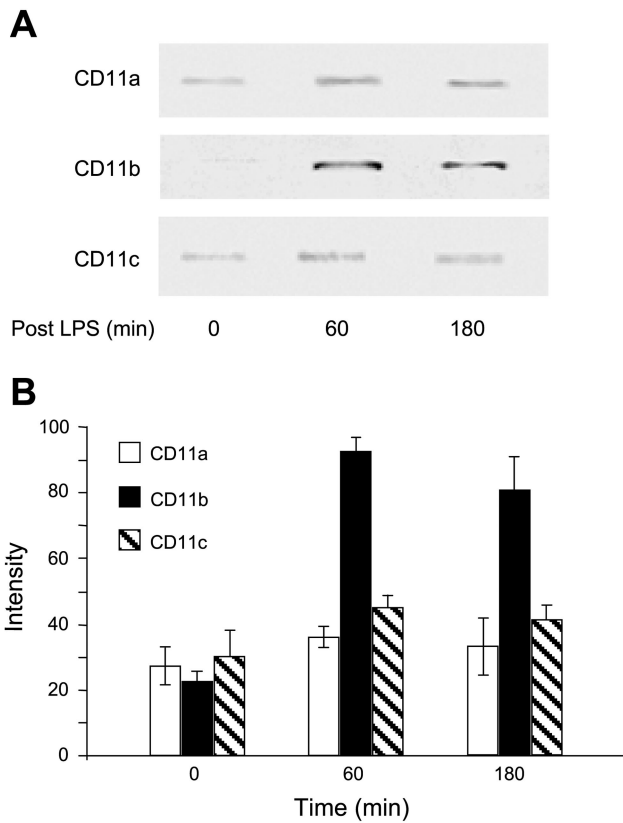 A
CD11a
CD11b
CD11c
Post LPS (min) 0 60 180
B
100
80
60
40
20
0
Intensity
CD11a
CD11b
CD11c
0 60 180
Time (min)